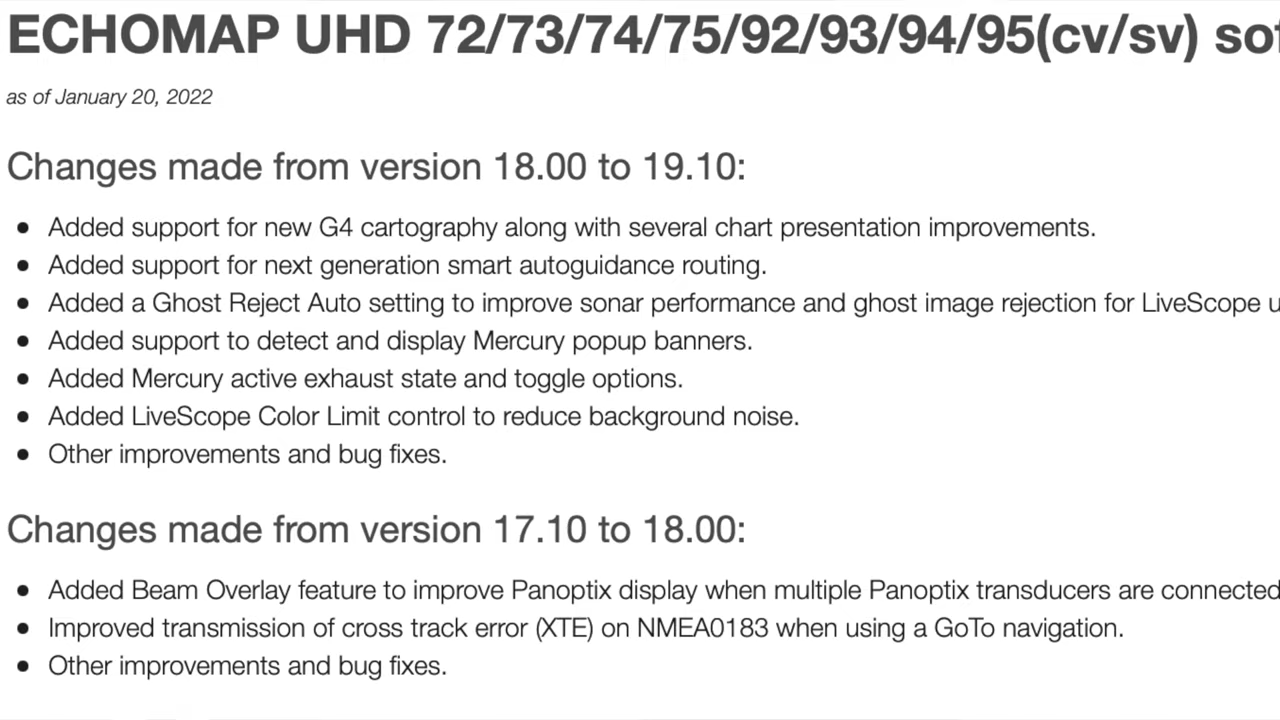 ECHOMAP UHD 72/73/74/75/92/93/94/95(cv/sv)
as of January 20, 2022
Changes made from version 18.00 to 19.10:
● Added support for new G4 cartography along with several chart presentation improvements.
● Added support for next generation smart autoguidance routing.
● Added a Ghost Reject Auto setting to improve sonar performance and ghost image rejection for LiveScope
● Added support to detect and display Mercury popup banners.
● Added Mercury active exhaust state and toggle options.
● Added LiveScope Color Limit control to reduce background noise.
● Other improvements and bug fixes.
Changes made from version 17.10 to 18.00:
● Added Beam Overlay feature to improve Panoptix display when multiple Panoptix transducers are connected
● Improved transmission of cross track error (XTE) on NMEA0183 when using a GoTo navigation.
● Other improvements and bug fixes.